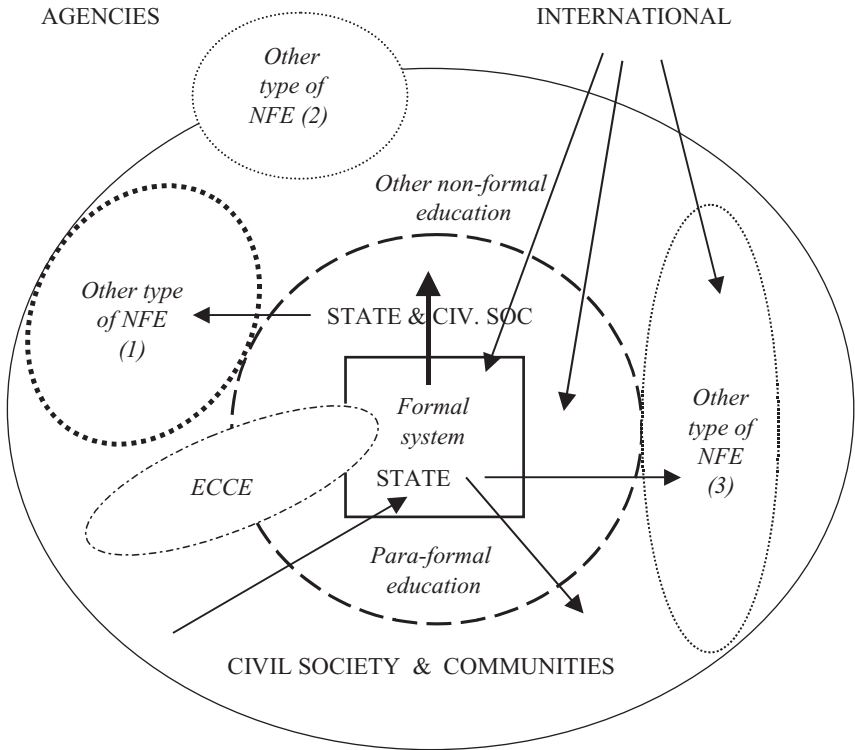 AGENCIES
INTERNATIONAL
Other
type of
NFE (2)
Other non-formal
education
Other type
of NFE
(1)
STATE & CIV. SOC
Formal
system
STATE
Other
type of
NFE
(3)
ECCE
Para-formal
education
CIVIL SOCIETY & COMMUNITIES